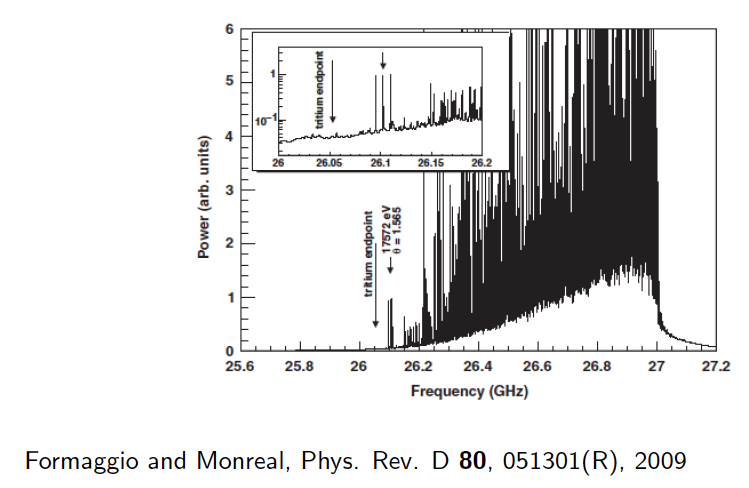 6
5
4
3
2
1
0
Power (arb. units)
1
10⁻¹
tritium endpoint
26 26.05 26.1 26.15 26.2
tritium endpoint
17572 eV
θ = 1.565
25.6 25.8 26 26.2 26.4 26.6 26.8 27 27.2
Frequency (GHz)
Formaggio and Monreal, Phys. Rev. D 80, 051301(R), 2009